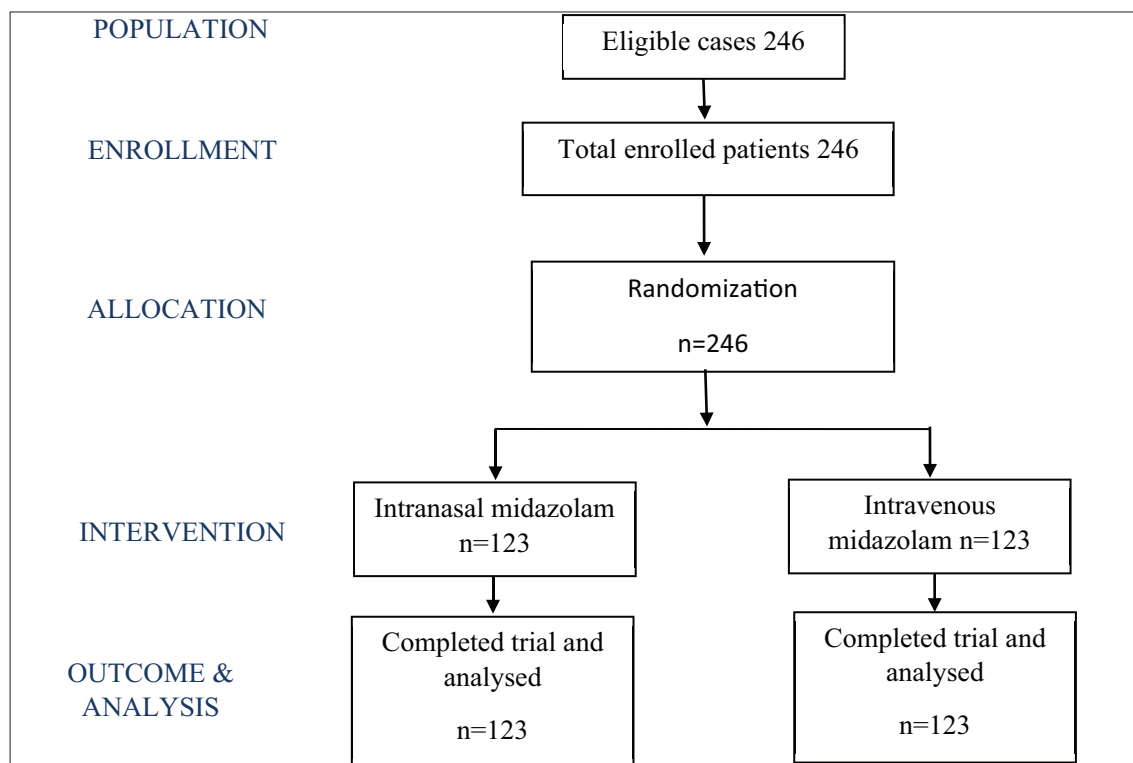 POPULATION
Eligible cases 246
ENROLLMENT
Total enrolled patients 246
ALLOCATION
Randomization
n=246
INTERVENTION
Intranasal midazolam
n=123
Intravenous
midazolam n=123
OUTCOME &
ANALYSIS
Completed trial and
analysed
n=123
Completed trial and
analysed
n=123